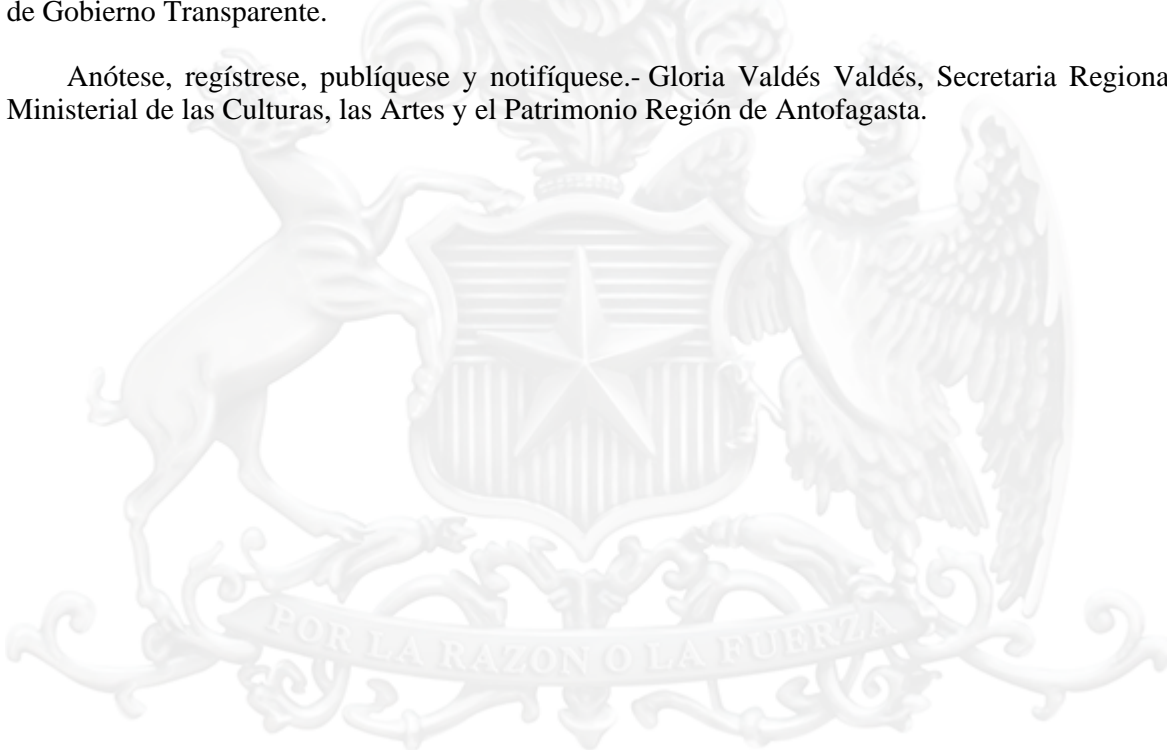 de Gobierno Transparente.
Anótese, regístrese, publíquese y notifíquese.- Gloria Valdés Valdés, Secretaria Regiona
Ministerial de las Culturas, las Artes y el Patrimonio Región de Antofagasta.
POR LA RAZON O LA FUERZA